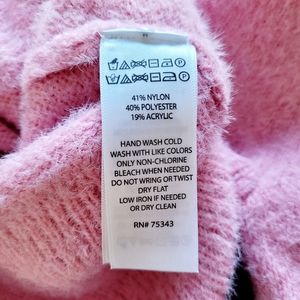 41% NYLON
40% POLYESTER
19% ACRYLIC
HAND WASH COLD
WASH WITH LIKE COLORS
ONLY NON-CHLORINE
BLEACH WHEN NEEDED
DO NOT WRING OR TWIST
DRY FLAT
LOW IRON IF NEEDED
OR DRY CLEAN
RN# 75343